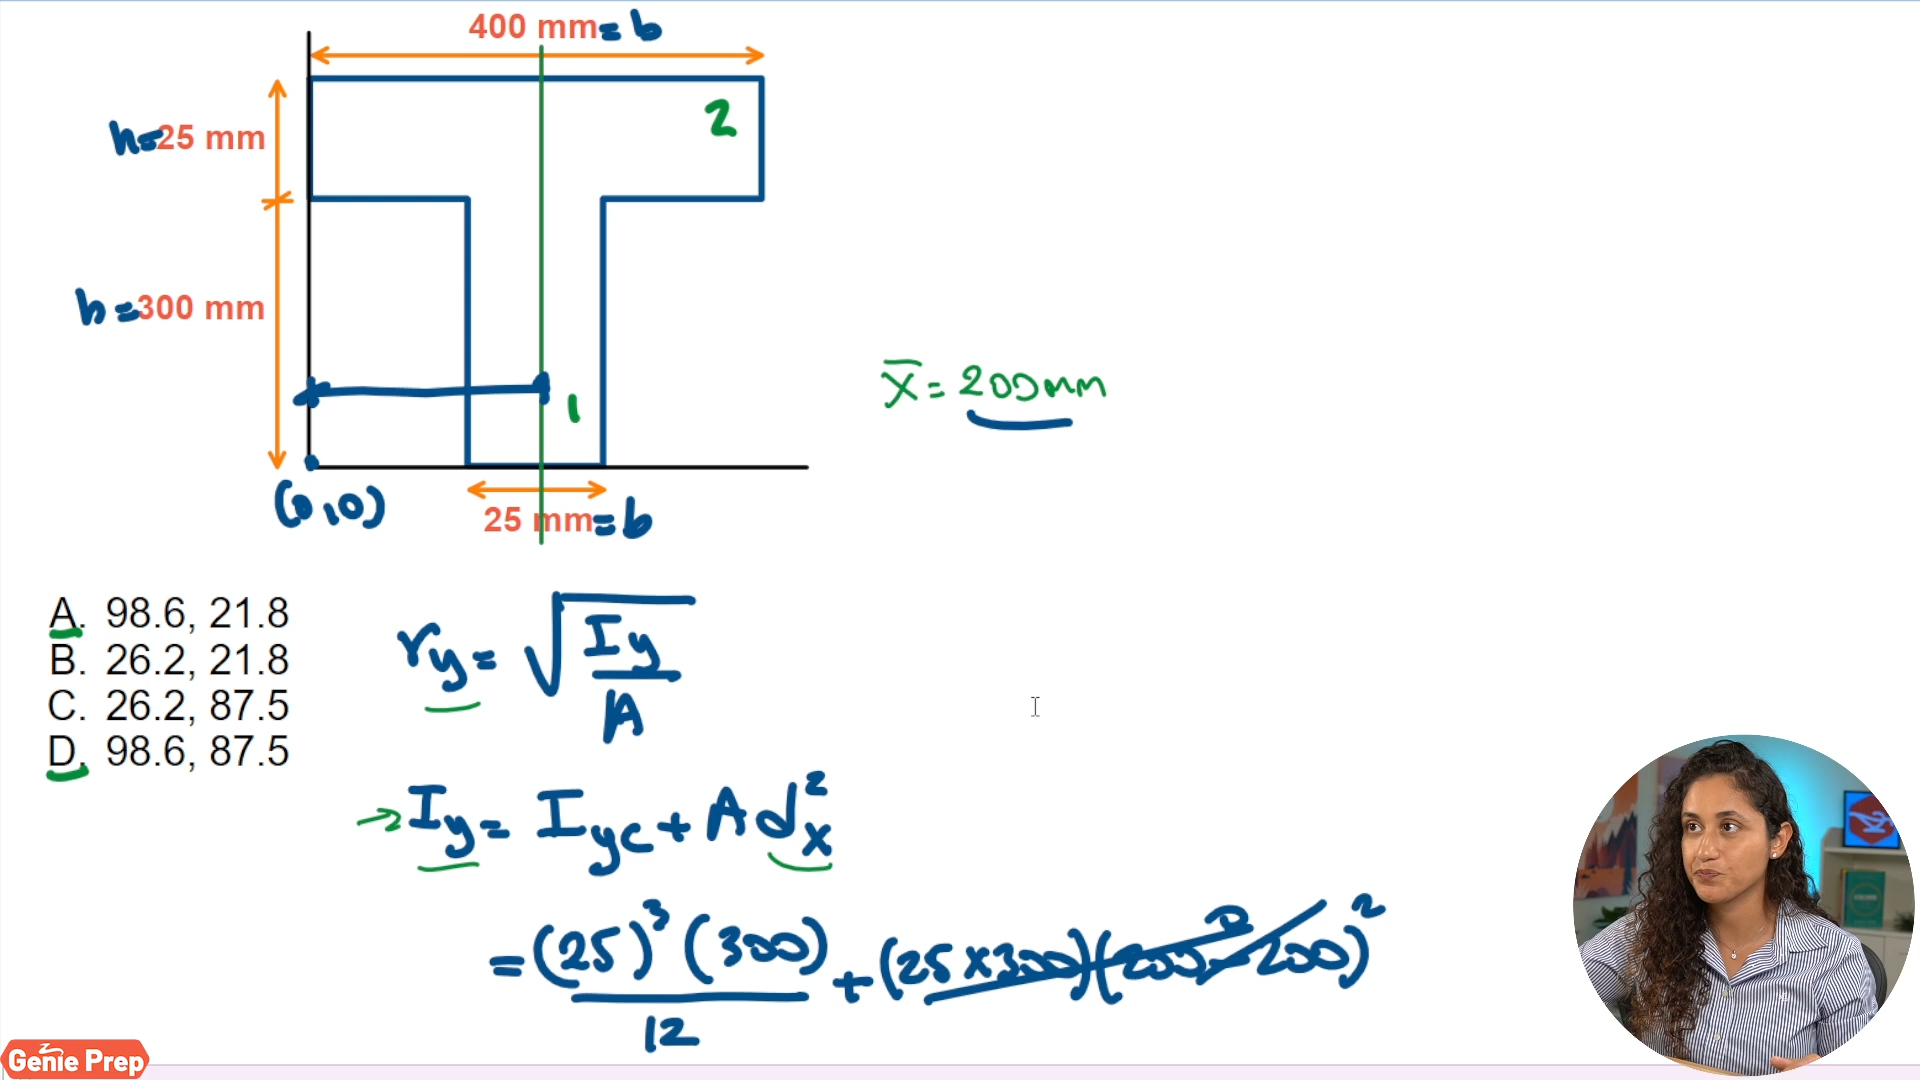 400 mm = b
2
h = 25 mm
h = 300 mm
x̄ = 200mm
1
(0,0)
25 mm = b
A. 98.6, 21.8
B. 26.2, 21.8
C. 26.2, 87.5
D. 98.6, 87.5
ry = √(Iy/A)
→ Iy = Iyc + A dx²
= (25)³ (300) / 12 + (25x300)(200 - 200)² 0
Genie Prep